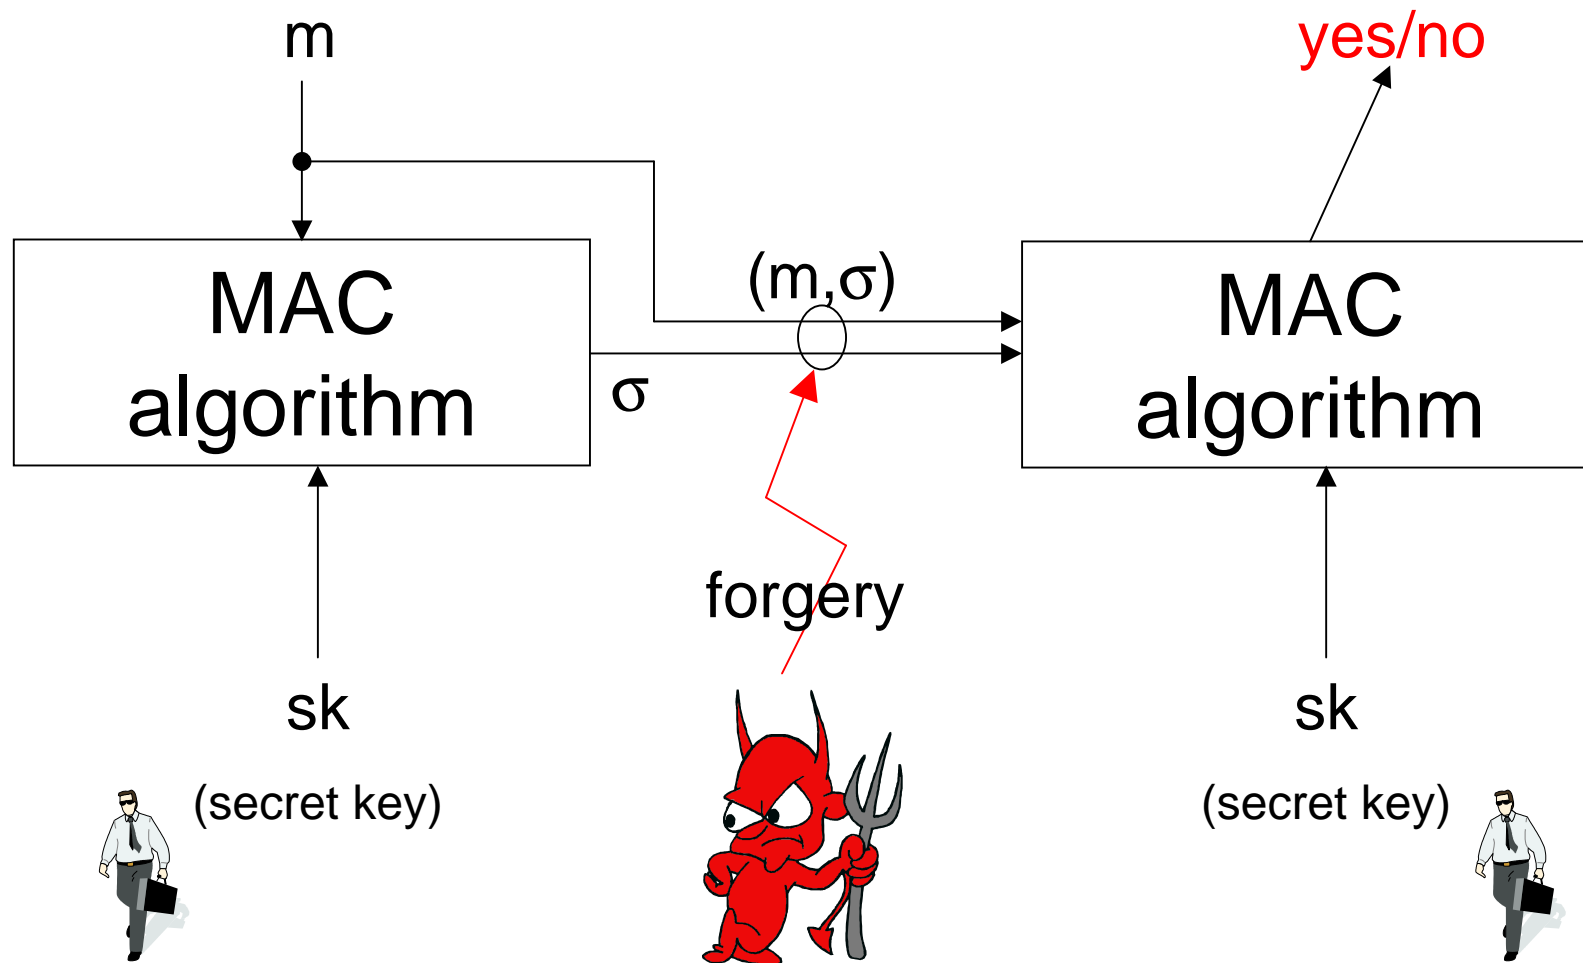 m
yes/no
(m,σ)
MAC
algorithm
σ
MAC
algorithm
forgery
sk
(secret key)
sk
(secret key)